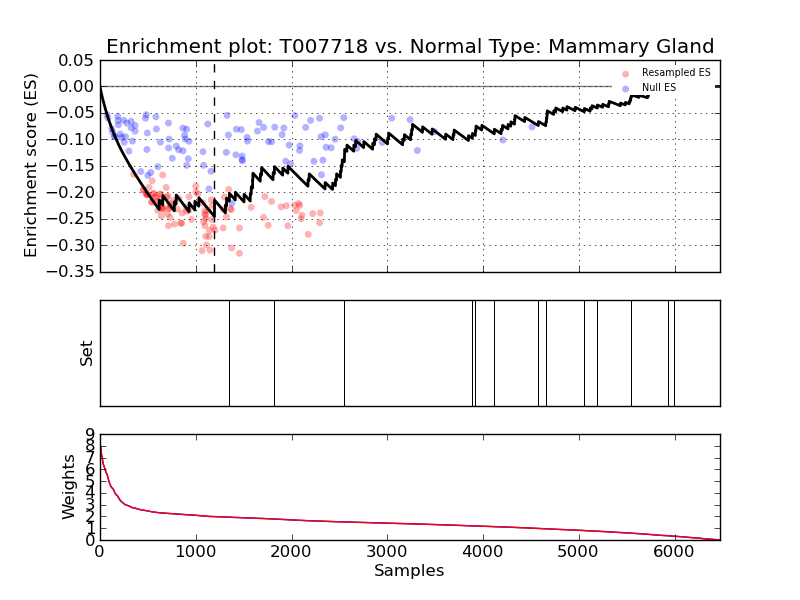 Enrichment plot: T007718 vs. Normal Type: Mammary Gland
Enrichment score (ES)
0.05
0.00
−0.05
−0.10
−0.15
−0.20
−0.25
−0.30
−0.35
Resampled ES
Null ES
Set
Weights
9
8
7
6
5
4
3
2
1
0
0 1000 2000 3000 4000 5000 6000
Samples